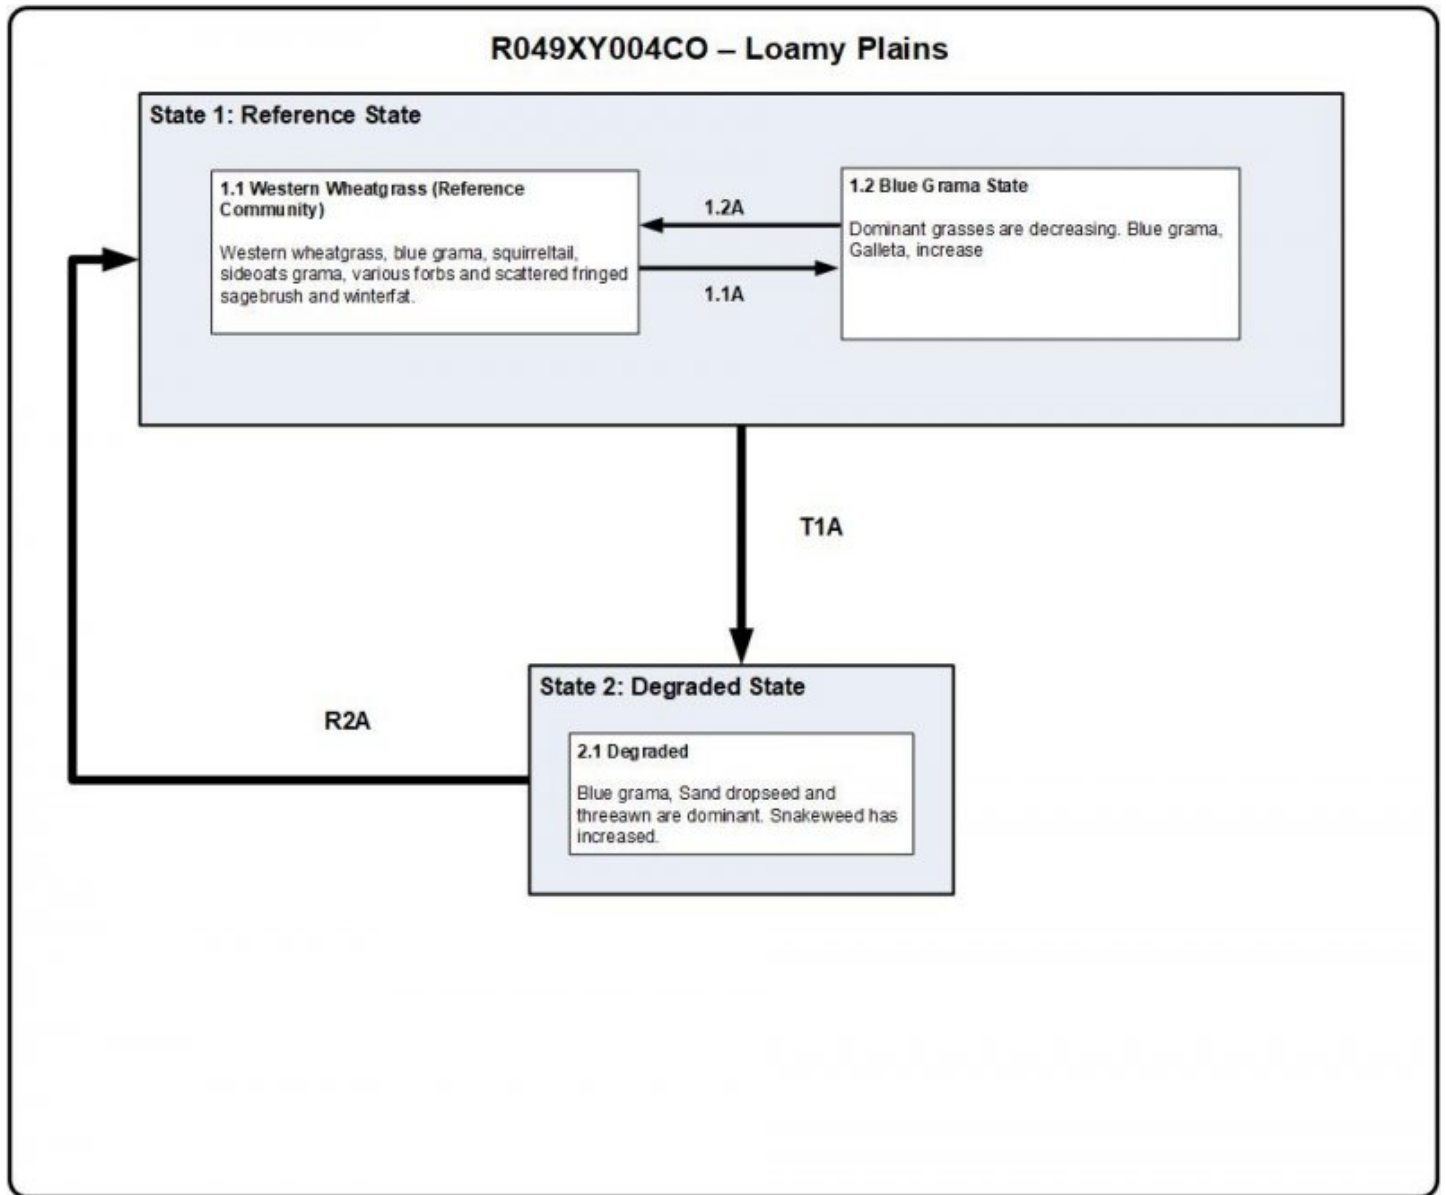 R049XY004CO – Loamy Plains
State 1: Reference State
1.1 Western Wheatgrass (Reference
Community)
Western wheatgrass, blue grama, squirreltail,
sideoats grama, various forbs and scattered fringed
sagebrush and winterfat.
1.2A
1.1A
1.2 Blue Grama State
Dominant grasses are decreasing. Blue grama,
Galleta, increase
T1A
R2A
State 2: Degraded State
2.1 Degraded
Blue grama, Sand dropseed and
threeawn are dominant. Snakeweed has
increased.